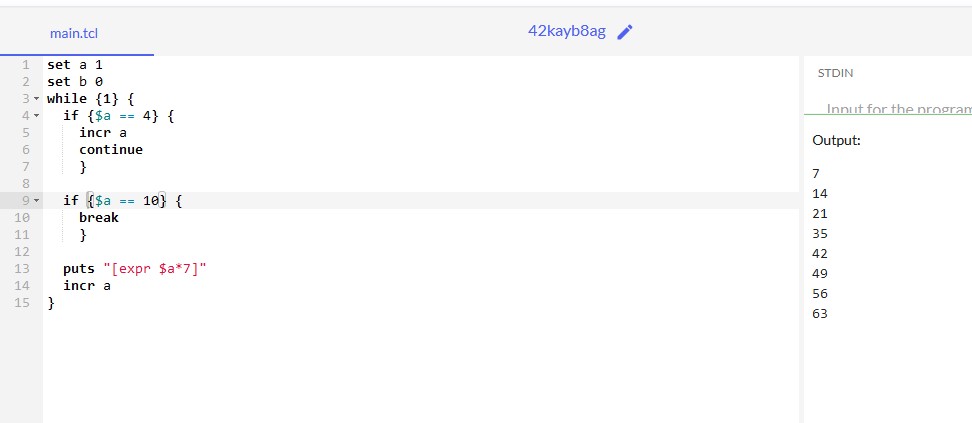 main.tcl
42kayb8ag
1 set a 1
2 set b 0
3 while {1} {
4   if {$a == 4} {
5     incr a
6     continue
7     }
8
9   if {$a == 10} {
10     break
11     }
12
13   puts "[expr $a*7]"
14   incr a
15 }
STDIN
Input for the program
Output:
7
14
21
35
42
49
56
63